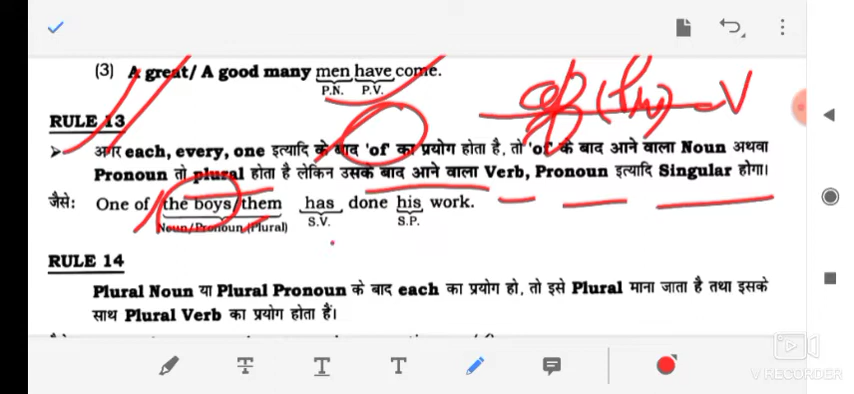 (3) A great/ A good many men have come.
P.N. P.V.
of
V
RULE 13
➢ अगर each, every, one इत्यादि के बाद 'of' का प्रयोग होता है, तो 'of' के बाद आने वाला Noun अथवा
Pronoun तो plural होता है लेकिन उसके बाद आने वाला Verb, Pronoun इत्यादि Singular होगा।
जैसे: One of the boys/them has done his work.
Noun/Pronoun (Plural) S.V. S.P.
RULE 14
Plural Noun या Plural Pronoun के बाद each का प्रयोग हो, तो इसे Plural माना जाता है तथा इसके
साथ Plural Verb का प्रयोग होता हैं।
T T T
V RECORDER